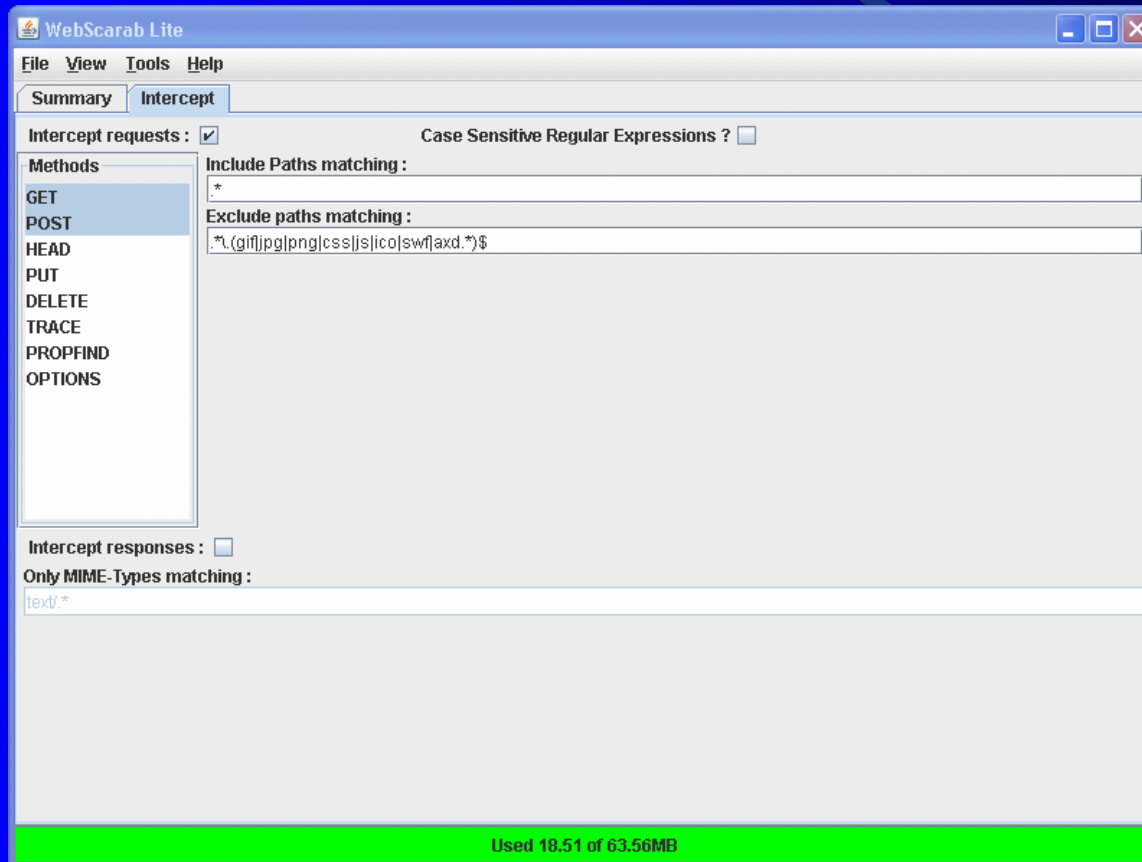 WebScarab Lite
File View Tools Help
Summary Intercept
Intercept requests : Case Sensitive Regular Expressions ?
Methods
Include Paths matching :
.*
GET
POST
HEAD
PUT
DELETE
TRACE
PROPFIND
OPTIONS
Exclude paths matching :
.*\.(gif|jpg|png|css|js|ico|swf|axd.*)$
Intercept responses :
Only MIME-Types matching :
text/.*
Used 18.51 of 63.56MB